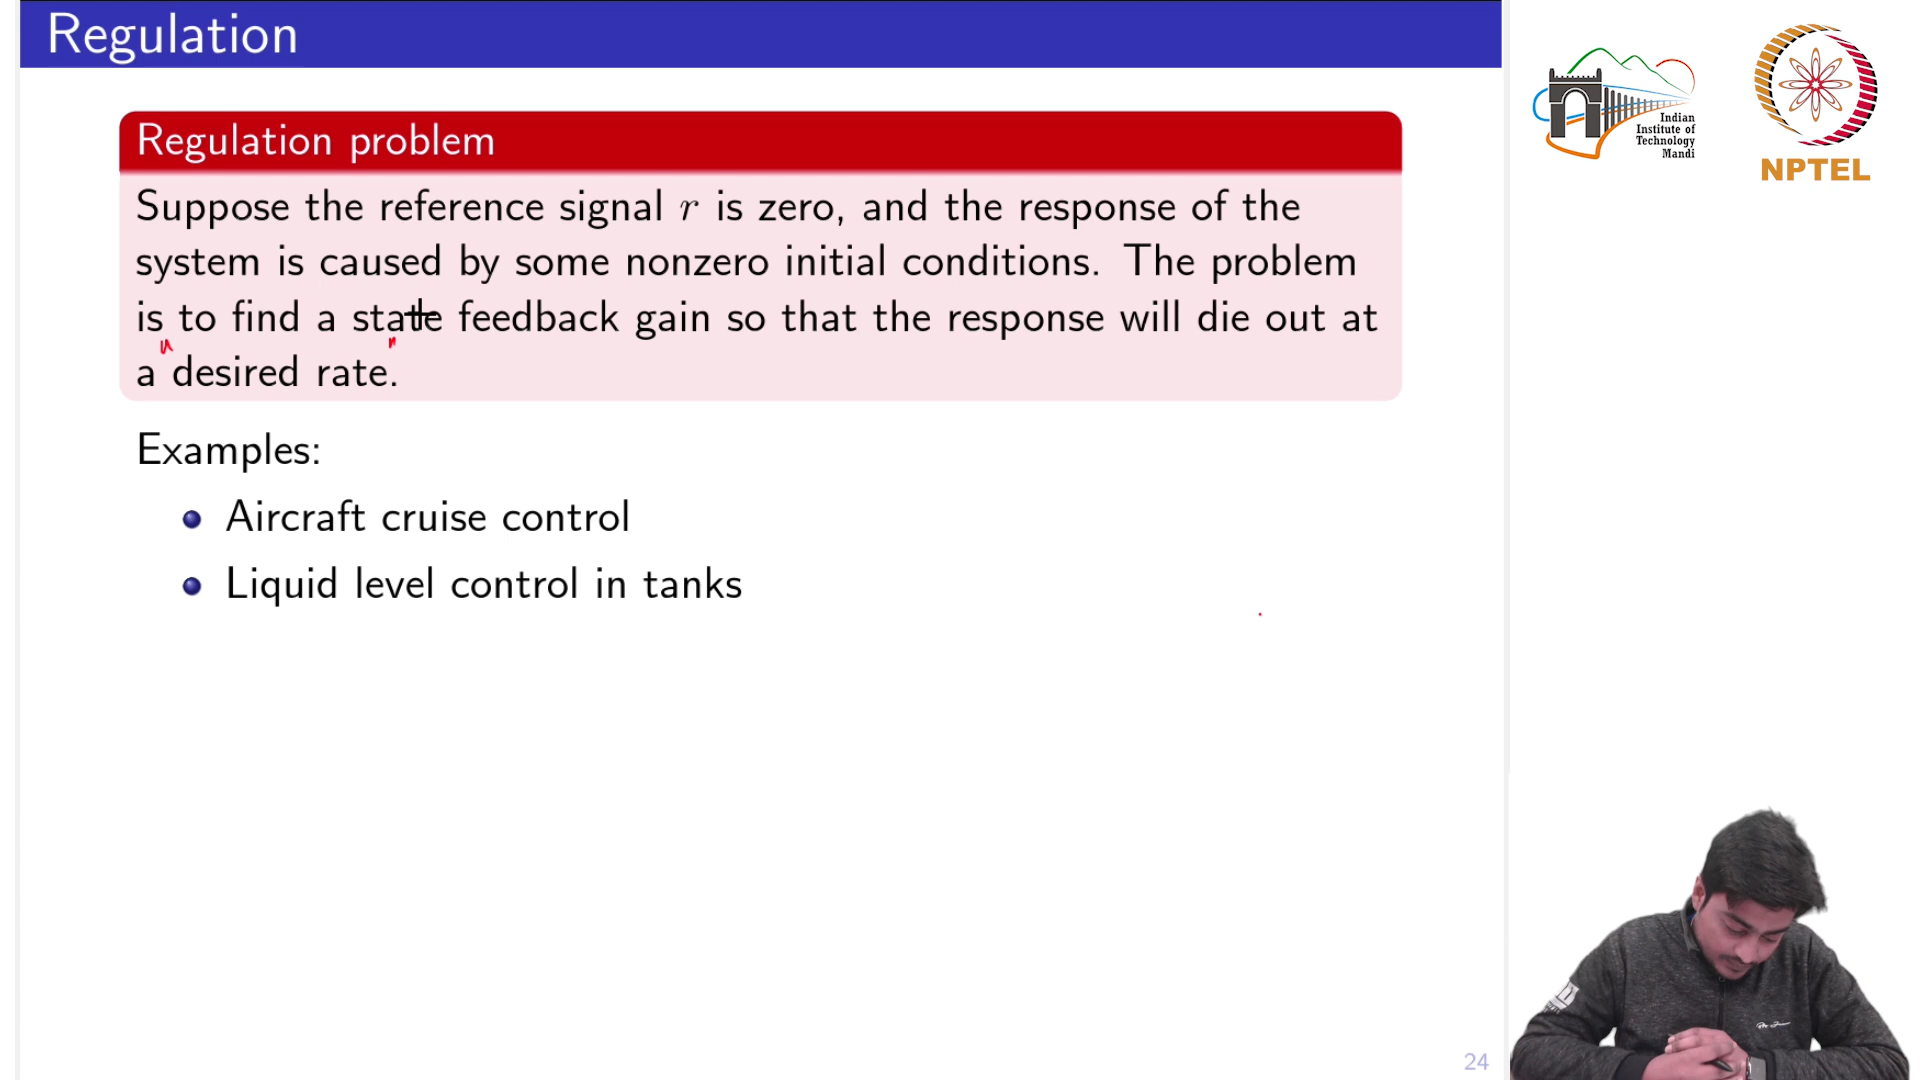 Regulation
Regulation problem
Suppose the reference signal r is zero, and the response of the
system is caused by some nonzero initial conditions. The problem
is to find a state feedback gain so that the response will die out at
a desired rate.
Examples:
Aircraft cruise control
Liquid level control in tanks
24
Indian
Institute of
Technology
Mandi
NPTEL